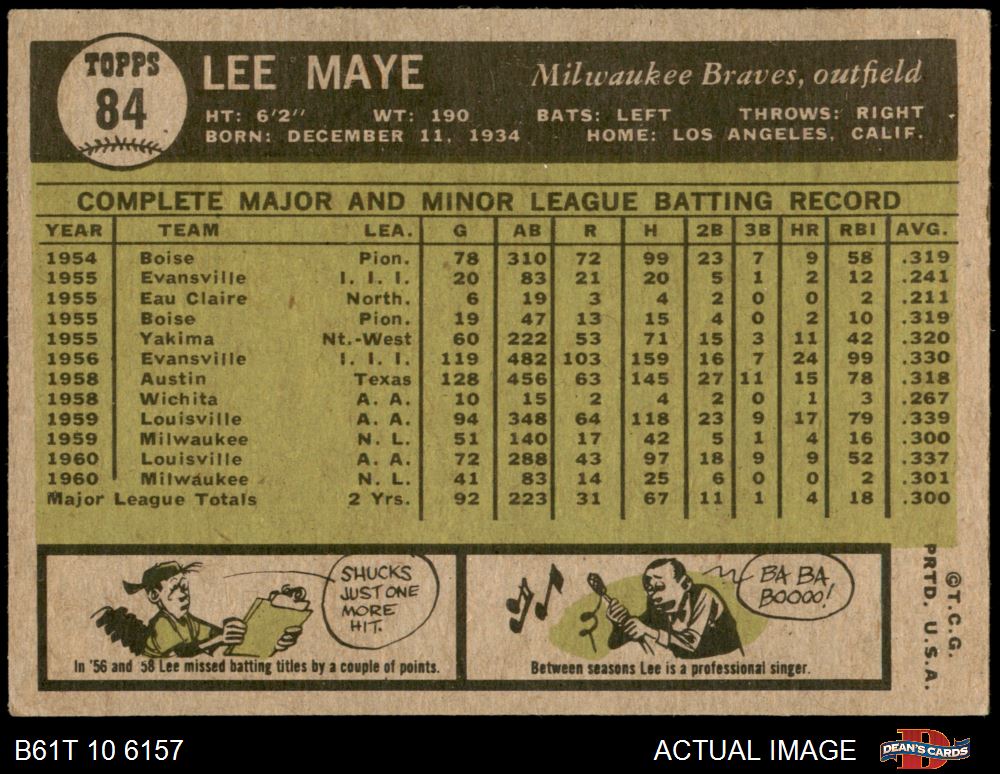 TOPPS
84
LEE MAYE
Milwaukee Braves, outfield
HT: 6'2" WT: 190 BATS: LEFT THROWS: RIGHT
BORN: DECEMBER 11, 1934 HOME: LOS ANGELES, CALIF.
COMPLETE MAJOR AND MINOR LEAGUE BATTING RECORD
YEAR TEAM LEA. G AB R H 2B 3B HR RBI AVG.
1954 Boise Pion. 78 310 72 99 23 7 9 58 .319
1955 Evansville I. I. I. 20 83 21 20 5 1 2 12 .241
1955 Eau Claire North. 6 19 3 4 2 0 0 2 .211
1955 Boise Pion. 19 47 13 15 4 0 2 10 .319
1955 Yakima Nt.-West 60 222 53 71 15 3 11 42 .320
1956 Evansville I. I. I. 119 482 103 159 16 7 24 99 .330
1958 Austin Texas 128 456 63 145 27 11 15 78 .318
1958 Wichita A. A. 10 15 2 4 2 0 1 3 .267
1959 Louisville A. A. 94 348 64 118 23 9 17 79 .339
1959 Milwaukee N. L. 51 140 17 42 5 1 4 16 .300
1960 Louisville A. A. 72 288 43 97 18 9 9 52 .337
1960 Milwaukee N. L. 41 83 14 25 6 0 0 2 .301
Major League Totals 2 Yrs. 92 223 31 67 11 1 4 18 .300
SHUCKS
JUST ONE
MORE
HIT.
In '56 and '58 Lee missed batting titles by a couple of points.
BA BA
BOOOO!
Between seasons Lee is a professional singer.
©T.C.G.
PRTD. U.S.A.
B61T 10 6157
ACTUAL IMAGE
DEAN'S CARDS